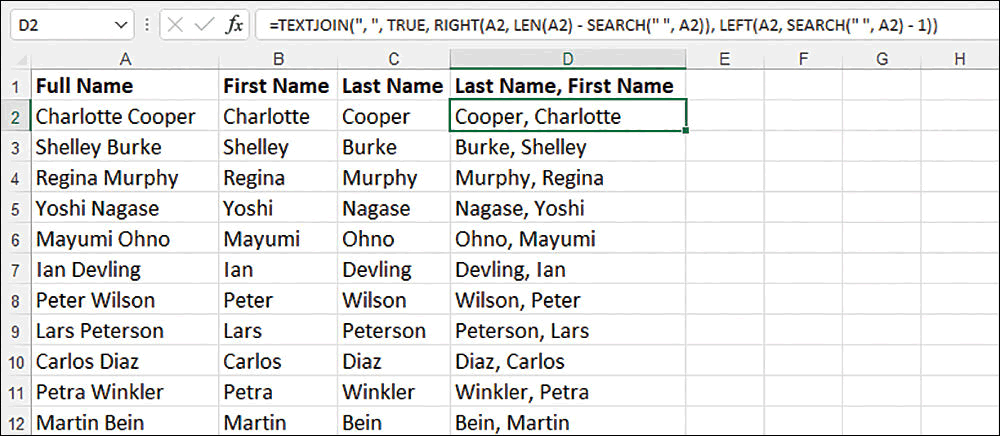 D2 fx =TEXTJOIN(", ", TRUE, RIGHT(A2, LEN(A2) - SEARCH(" ", A2)), LEFT(A2, SEARCH(" ", A2) - 1))
A B C D E F G H
1 Full Name First Name Last Name Last Name, First Name
2 Charlotte Cooper Charlotte Cooper Cooper, Charlotte
3 Shelley Burke Shelley Burke Burke, Shelley
4 Regina Murphy Regina Murphy Murphy, Regina
5 Yoshi Nagase Yoshi Nagase Nagase, Yoshi
6 Mayumi Ohno Mayumi Ohno Ohno, Mayumi
7 Ian Devling Ian Devling Devling, Ian
8 Peter Wilson Peter Wilson Wilson, Peter
9 Lars Peterson Lars Peterson Peterson, Lars
10 Carlos Diaz Carlos Diaz Diaz, Carlos
11 Petra Winkler Petra Winkler Winkler, Petra
12 Martin Bein Martin Bein Bein, Martin